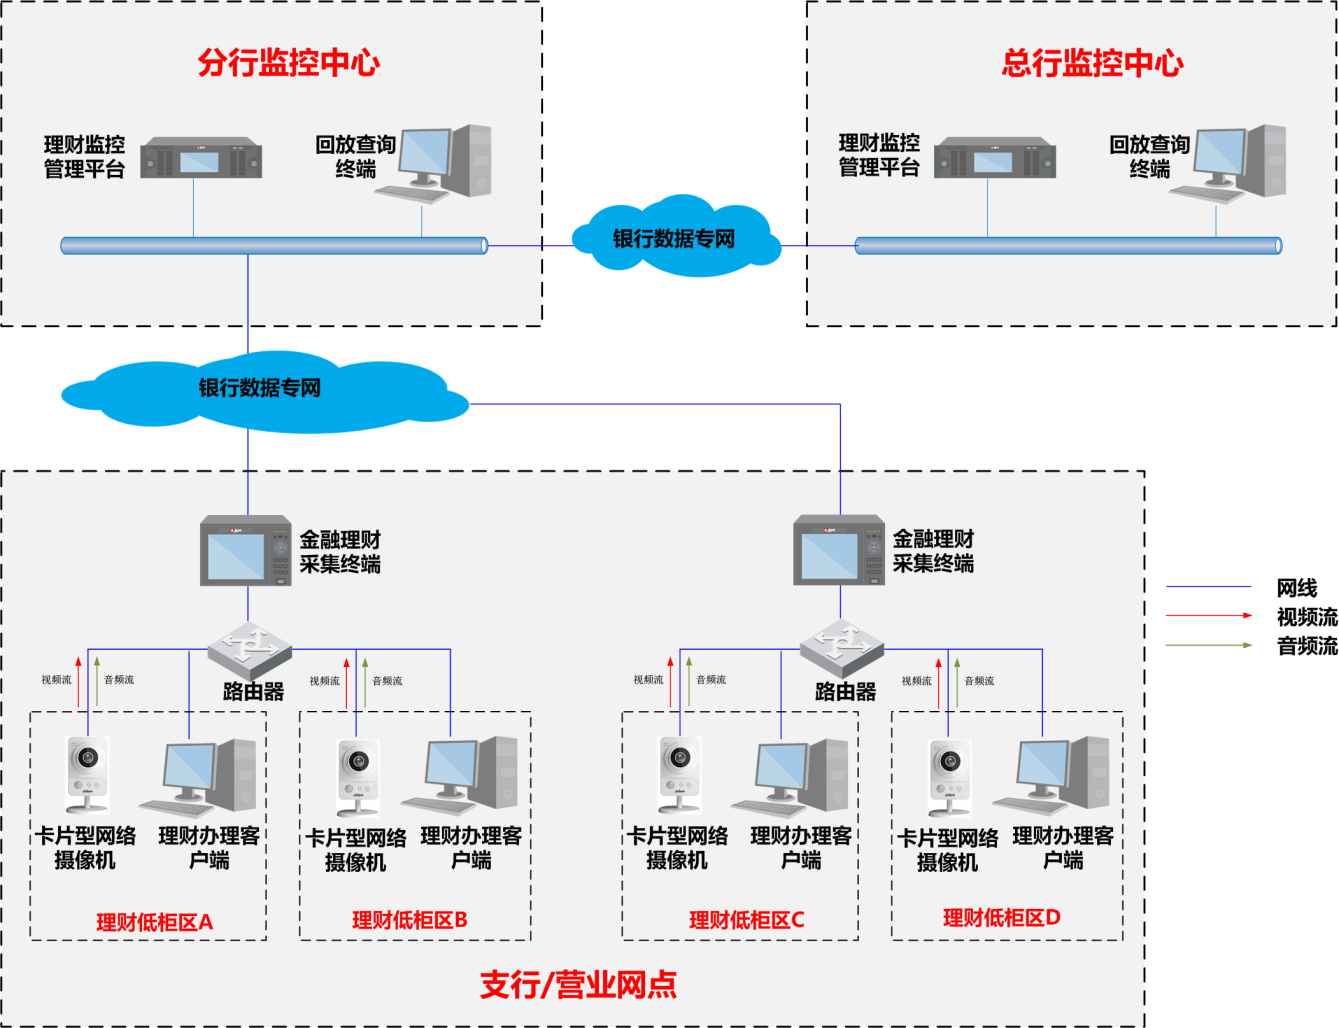 分行监控中心
总行监控中心
理财监控
管理平台
回放查询
终端
理财监控
管理平台
回放查询
终端
银行数据专网
银行数据专网
金融理财
采集终端
金融理财
采集终端
网线
视频流
音频流
视频流
音频流
视频流
音频流
视频流
音频流
视频流
音频流
路由器
路由器
卡片型网络
摄像机
理财办理客
户端
卡片型网络
摄像机
理财办理客
户端
卡片型网络
摄像机
理财办理客
户端
卡片型网络
摄像机
理财办理客
户端
理财低柜区A
理财低柜区B
理财低柜区C
理财低柜区D
支行/营业网点